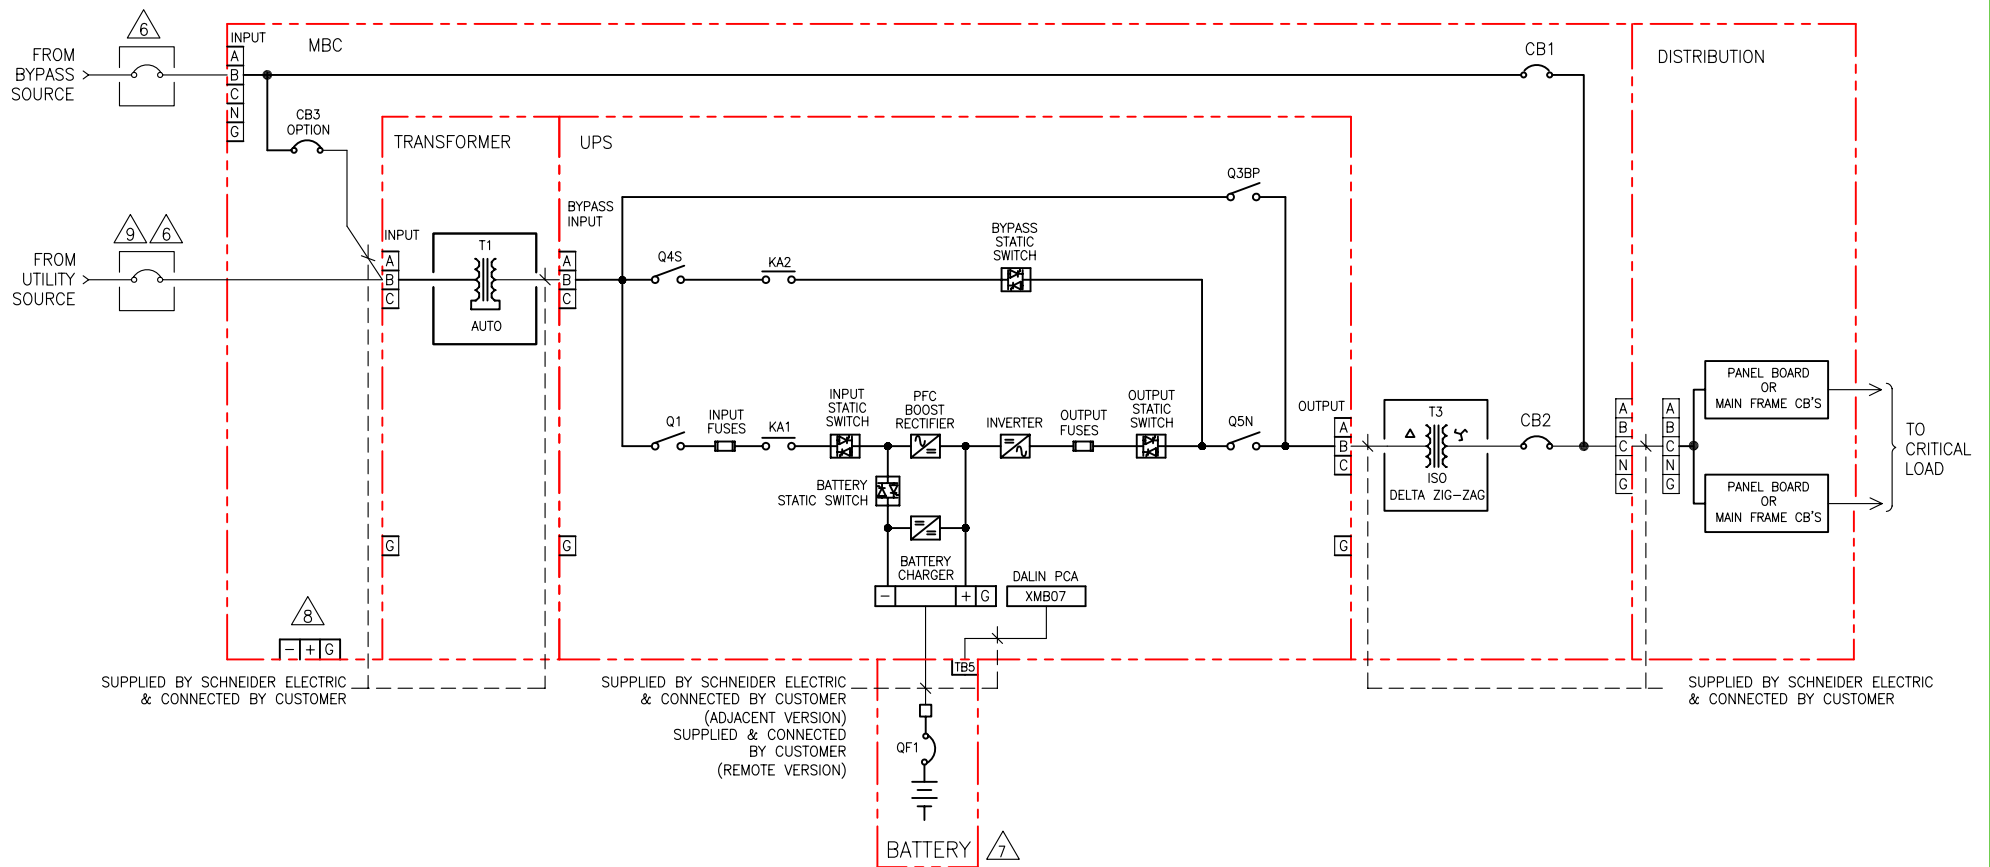 6
INPUT
MBC
FROM
BYPASS
SOURCE
A
B
C
N
G
CB1
DISTRIBUTION
CB3
OPTION
TRANSFORMER
UPS
Q3BP
9
6
FROM
UTILITY
SOURCE
INPUT
A
B
C
T1
AUTO
BYPASS
INPUT
A
B
C
Q4S
KA2
BYPASS
STATIC
SWITCH
Q1
INPUT
FUSES
KA1
INPUT
STATIC
SWITCH
PFC
BOOST
RECTIFIER
INVERTER
OUTPUT
FUSES
OUTPUT
STATIC
SWITCH
Q5N
OUTPUT
A
B
C
T3
ISO
DELTA ZIG-ZAG
CB2
A
B
C
N
G
A
B
C
N
G
PANEL BOARD
OR
MAIN FRAME CB'S
PANEL BOARD
OR
MAIN FRAME CB'S
TO
CRITICAL
LOAD
BATTERY
STATIC SWITCH
G
G
G
BATTERY
CHARGER
- + G
DALIN PCA
XMB07
8
- + G
TB5
SUPPLIED BY SCHNEIDER ELECTRIC
& CONNECTED BY CUSTOMER
SUPPLIED BY SCHNEIDER ELECTRIC
& CONNECTED BY CUSTOMER
(ADJACENT VERSION)
SUPPLIED & CONNECTED
BY CUSTOMER
(REMOTE VERSION)
SUPPLIED BY SCHNEIDER ELECTRIC
& CONNECTED BY CUSTOMER
QF1
BATTERY
7